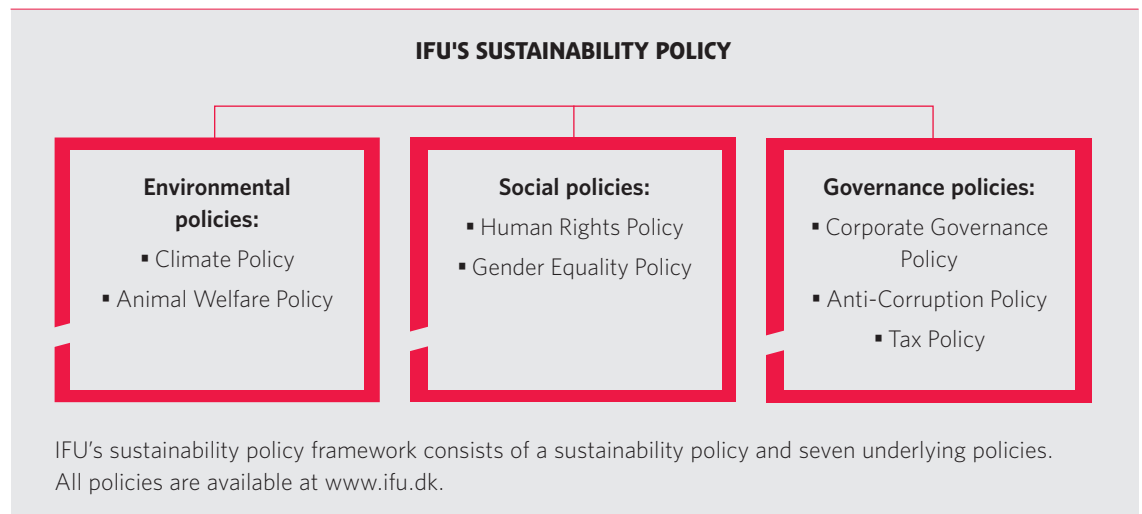 IFU'S SUSTAINABILITY POLICY
Environmental
policies:
▪ Climate Policy
▪ Animal Welfare Policy
Social policies:
▪ Human Rights Policy
▪ Gender Equality Policy
Governance policies:
▪ Corporate Governance
Policy
▪ Anti-Corruption Policy
▪ Tax Policy
IFU’s sustainability policy framework consists of a sustainability policy and seven underlying policies.
All policies are available at www.ifu.dk.